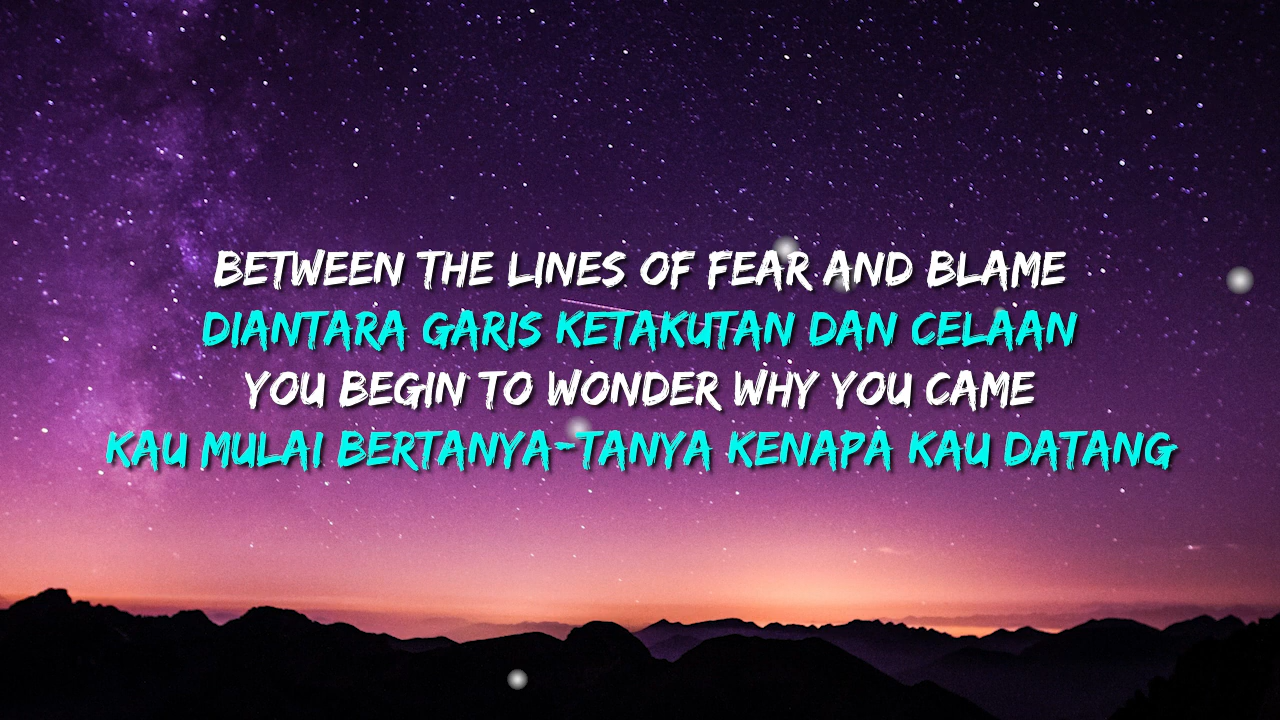 BETWEEN THE LINES OF FEAR AND BLAME
DIANTARA GARIS KETAKUTAN DAN CELAAN
YOU BEGIN TO WONDER WHY YOU CAME
KAU MULAI BERTANYA-TANYA KENAPA KAU DATANG